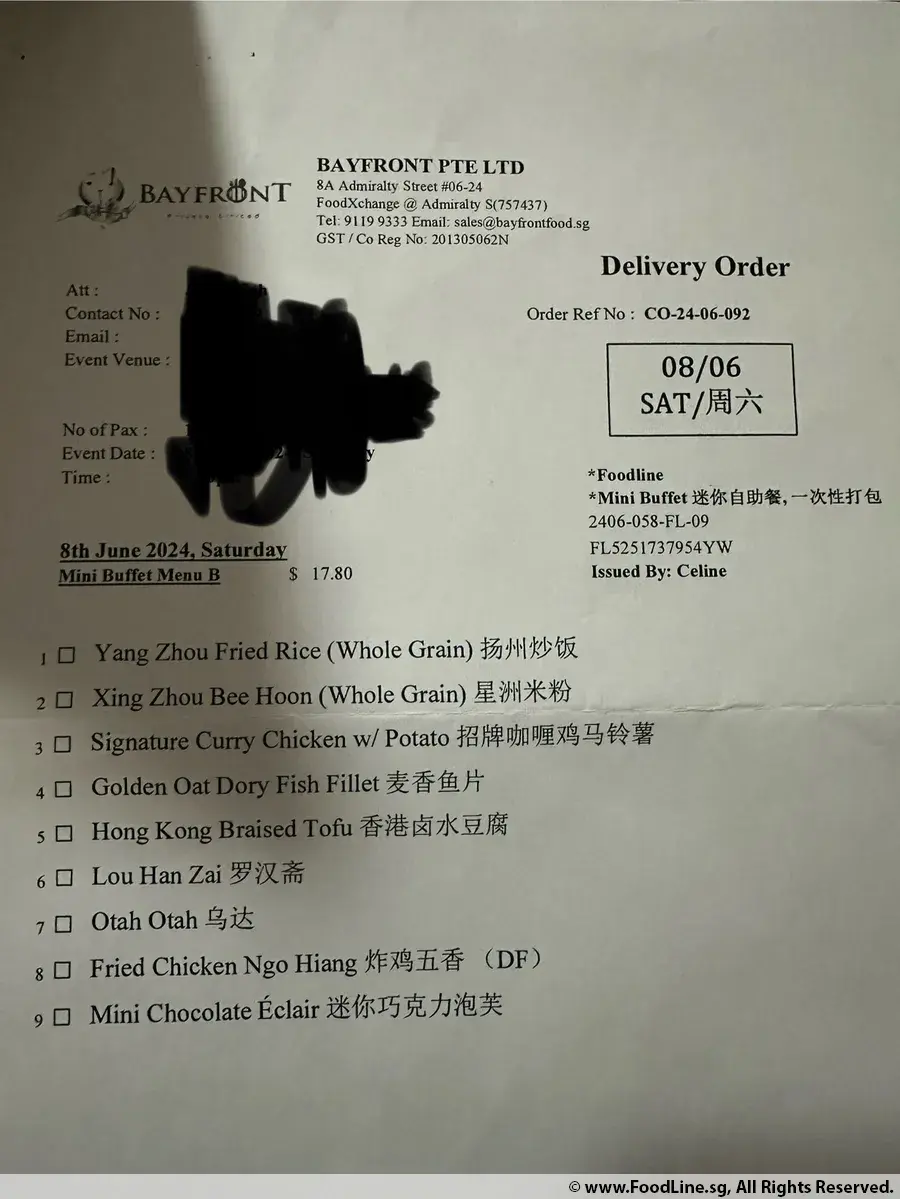 BAYFRONT
Private Limited
BAYFRONT PTE LTD
8A Admiralty Street #06-24
FoodXchange @ Admiralty S(757437)
Tel: 9119 9333 Email: sales@bayfrontfood.sg
GST / Co Reg No: 201305062N
Delivery Order
Att :
Contact No :
Email :
Event Venue :
Order Ref No : CO-24-06-092
08/06
SAT/周六
No of Pax :
Event Date :
Time :
*Foodline
*Mini Buffet 迷你自助餐, 一次性打包
2406-058-FL-09
FL5251737954YW
Issued By: Celine
8th June 2024, Saturday
Mini Buffet Menu B $ 17.80
1 □ Yang Zhou Fried Rice (Whole Grain) 扬州炒饭
2 □ Xing Zhou Bee Hoon (Whole Grain) 星洲米粉
3 □ Signature Curry Chicken w/ Potato 招牌咖喱鸡马铃薯
4 □ Golden Oat Dory Fish Fillet 麦香鱼片
5 □ Hong Kong Braised Tofu 香港卤水豆腐
6 □ Lou Han Zai 罗汉斋
7 □ Otah Otah 乌达
8 □ Fried Chicken Ngo Hiang 炸鸡五香 （DF）
9 □ Mini Chocolate Éclair 迷你巧克力泡芙
© www.FoodLine.sg, All Rights Reserved.